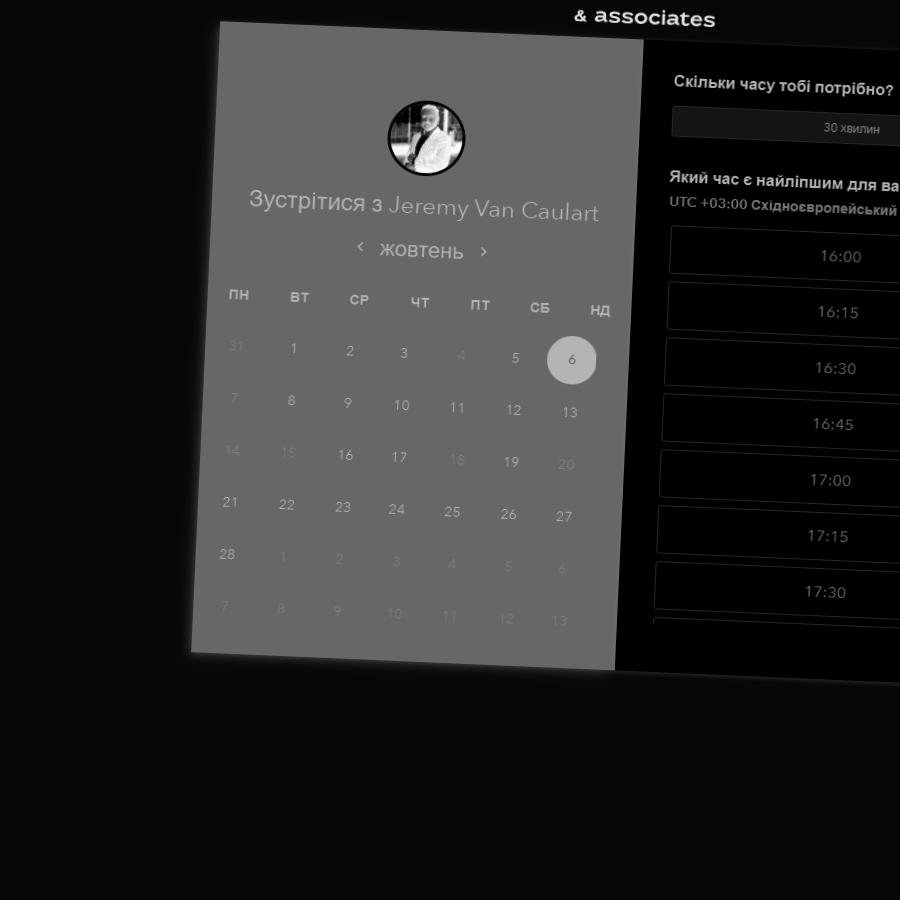 & associates
Зустрітися з Jeremy Van Caulart
жовтень
ПН ВТ СР ЧТ ПТ СБ НД
31 1 2 3 4 5 6
7 8 9 10 11 12 13
14 15 16 17 18 19 20
21 22 23 24 25 26 27
28 1 2 3 4 5 6
7 8 9 10 11 12 13
Скільки часу тобі потрібно?
30 хвилин
Який час є найліпшим для ва
UTC +03:00 Східноєвропейський
16:00
16:15
16:30
16:45
17:00
17:15
17:30